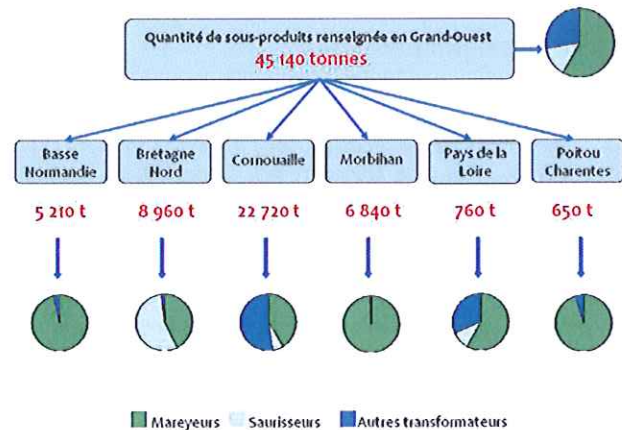 Quantité de sous-produits renseignée en Grand-Ouest
45 140 tonnes
Basse
Normandie
Bretagne
Nord
Cornouaille
Morbihan
Pays de la
Loire
Poitou
Charentes
5 210 t
8 960 t
22 720 t
6 840 t
760 t
650 t
Mareyeurs
Saurisseurs
Autres transformateurs